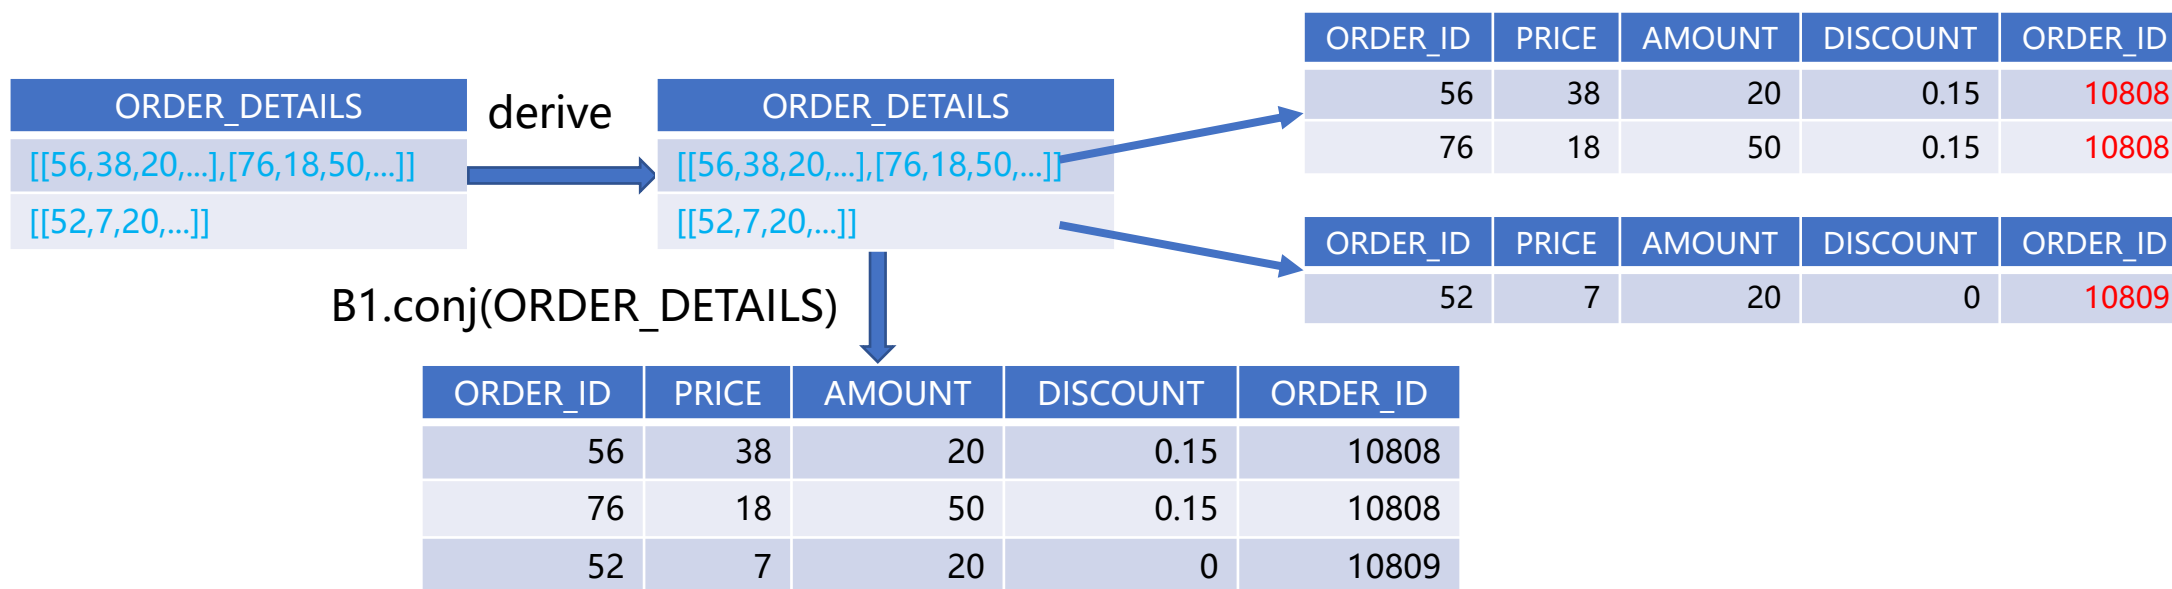 ORDER_DETAILS
[[56,38,20,...],[76,18,50,...]]
[[52,7,20,...]]
derive
ORDER_DETAILS
[[56,38,20,...],[76,18,50,...]]
[[52,7,20,...]]
ORDER_ID PRICE AMOUNT DISCOUNT ORDER_ID
56 38 20 0.15 10808
76 18 50 0.15 10808
ORDER_ID PRICE AMOUNT DISCOUNT ORDER_ID
52 7 20 0 10809
B1.conj(ORDER_DETAILS)
ORDER_ID PRICE AMOUNT DISCOUNT ORDER_ID
56 38 20 0.15 10808
76 18 50 0.15 10808
52 7 20 0 10809